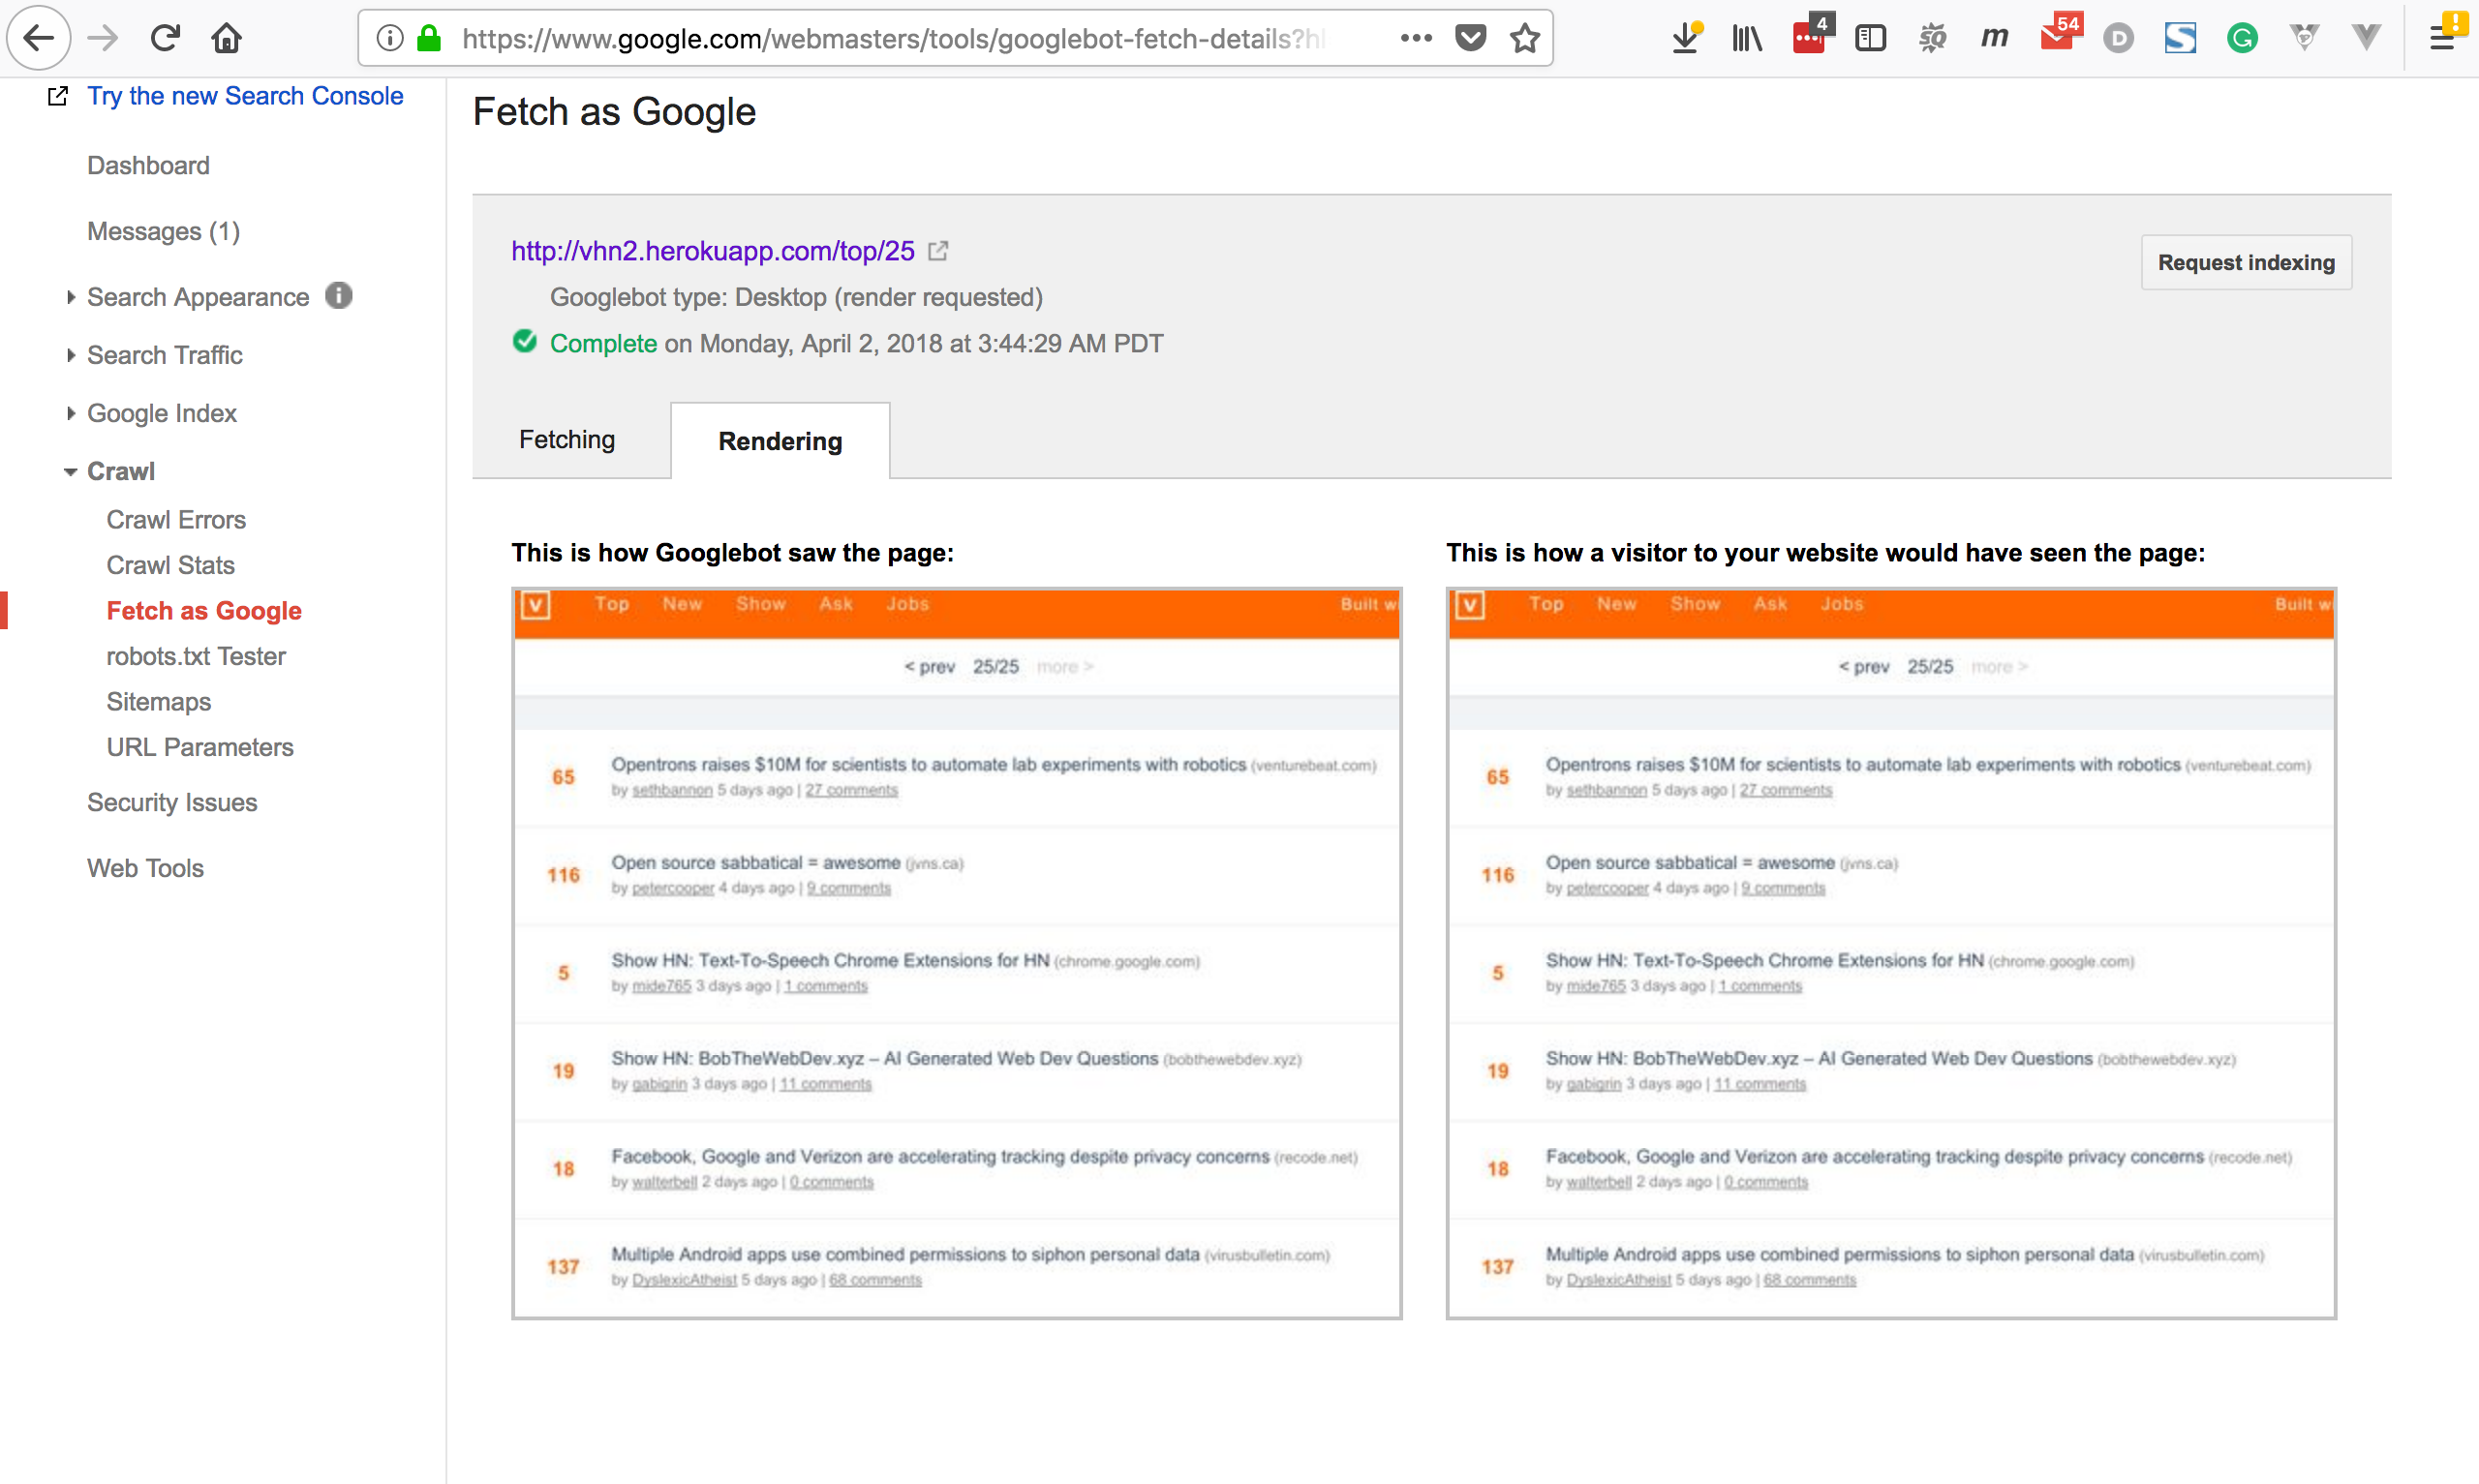 https://www.google.com/webmasters/tools/googlebot-fetch-details?hl
4
54
Try the new Search Console
Dashboard
Messages (1)
Search Appearance
Search Traffic
Google Index
Crawl
Crawl Errors
Crawl Stats
Fetch as Google
robots.txt Tester
Sitemaps
URL Parameters
Security Issues
Web Tools
Fetch as Google
http://vhn2.herokuapp.com/top/25
Request indexing
Googlebot type: Desktop (render requested)
Complete on Monday, April 2, 2018 at 3:44:29 AM PDT
Fetching
Rendering
This is how Googlebot saw the page:
V Top New Show Ask Jobs Built w
< prev 25/25 more >
65 Opentrons raises $10M for scientists to automate lab experiments with robotics (venturebeat.com)
by sethbannon 5 days ago | 27 comments
116 Open source sabbatical = awesome (jvns.ca)
by petercooper 4 days ago | 9 comments
5 Show HN: Text-To-Speech Chrome Extensions for HN (chrome.google.com)
by mide765 3 days ago | 1 comments
19 Show HN: BobTheWebDev.xyz – AI Generated Web Dev Questions (bobthewebdev.xyz)
by gabigrin 3 days ago | 11 comments
18 Facebook, Google and Verizon are accelerating tracking despite privacy concerns (recode.net)
by walterbell 2 days ago | 0 comments
137 Multiple Android apps use combined permissions to siphon personal data (virusbulletin.com)
by DyslexicAtheist 5 days ago | 68 comments
This is how a visitor to your website would have seen the page:
V Top New Show Ask Jobs Built w
< prev 25/25 more >
65 Opentrons raises $10M for scientists to automate lab experiments with robotics (venturebeat.com)
by sethbannon 5 days ago | 27 comments
116 Open source sabbatical = awesome (jvns.ca)
by petercooper 4 days ago | 9 comments
5 Show HN: Text-To-Speech Chrome Extensions for HN (chrome.google.com)
by mide765 3 days ago | 1 comments
19 Show HN: BobTheWebDev.xyz – AI Generated Web Dev Questions (bobthewebdev.xyz)
by gabigrin 3 days ago | 11 comments
18 Facebook, Google and Verizon are accelerating tracking despite privacy concerns (recode.net)
by walterbell 2 days ago | 0 comments
137 Multiple Android apps use combined permissions to siphon personal data (virusbulletin.com)
by DyslexicAtheist 5 days ago | 68 comments